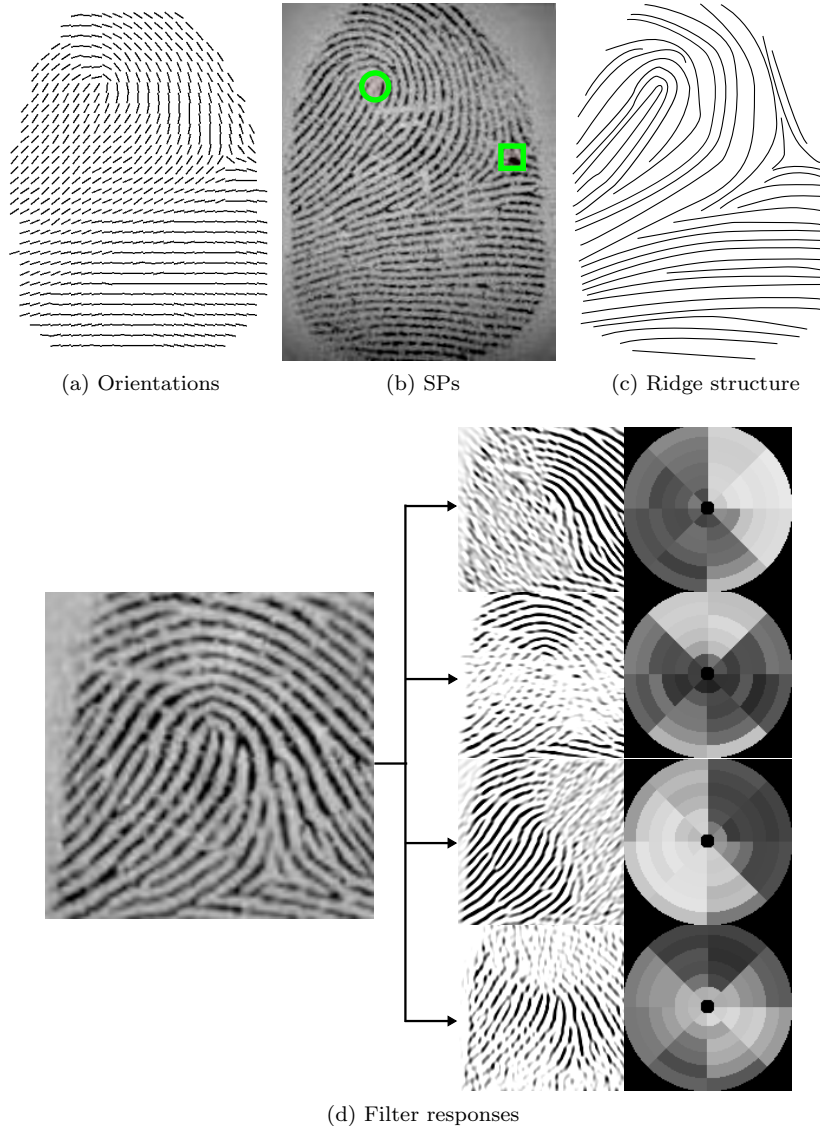 (a) Orientations
(b) SPs
(c) Ridge structure
(d) Filter responses